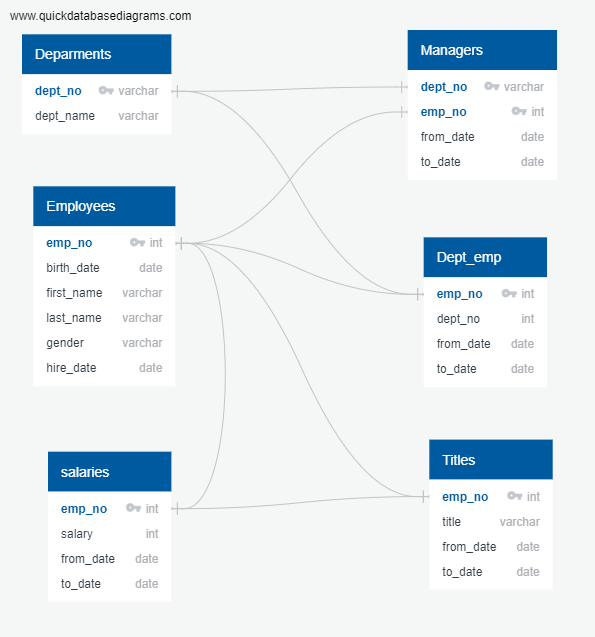 www.quickdatabasediagrams.com
Deparments
dept_no varchar
dept_name varchar
Managers
dept_no varchar
emp_no int
from_date date
to_date date
Employees
emp_no int
birth_date date
first_name varchar
last_name varchar
gender varchar
hire_date date
Dept_emp
emp_no int
dept_no int
from_date date
to_date date
salaries
emp_no int
salary int
from_date date
to_date date
Titles
emp_no int
title varchar
from_date date
to_date date